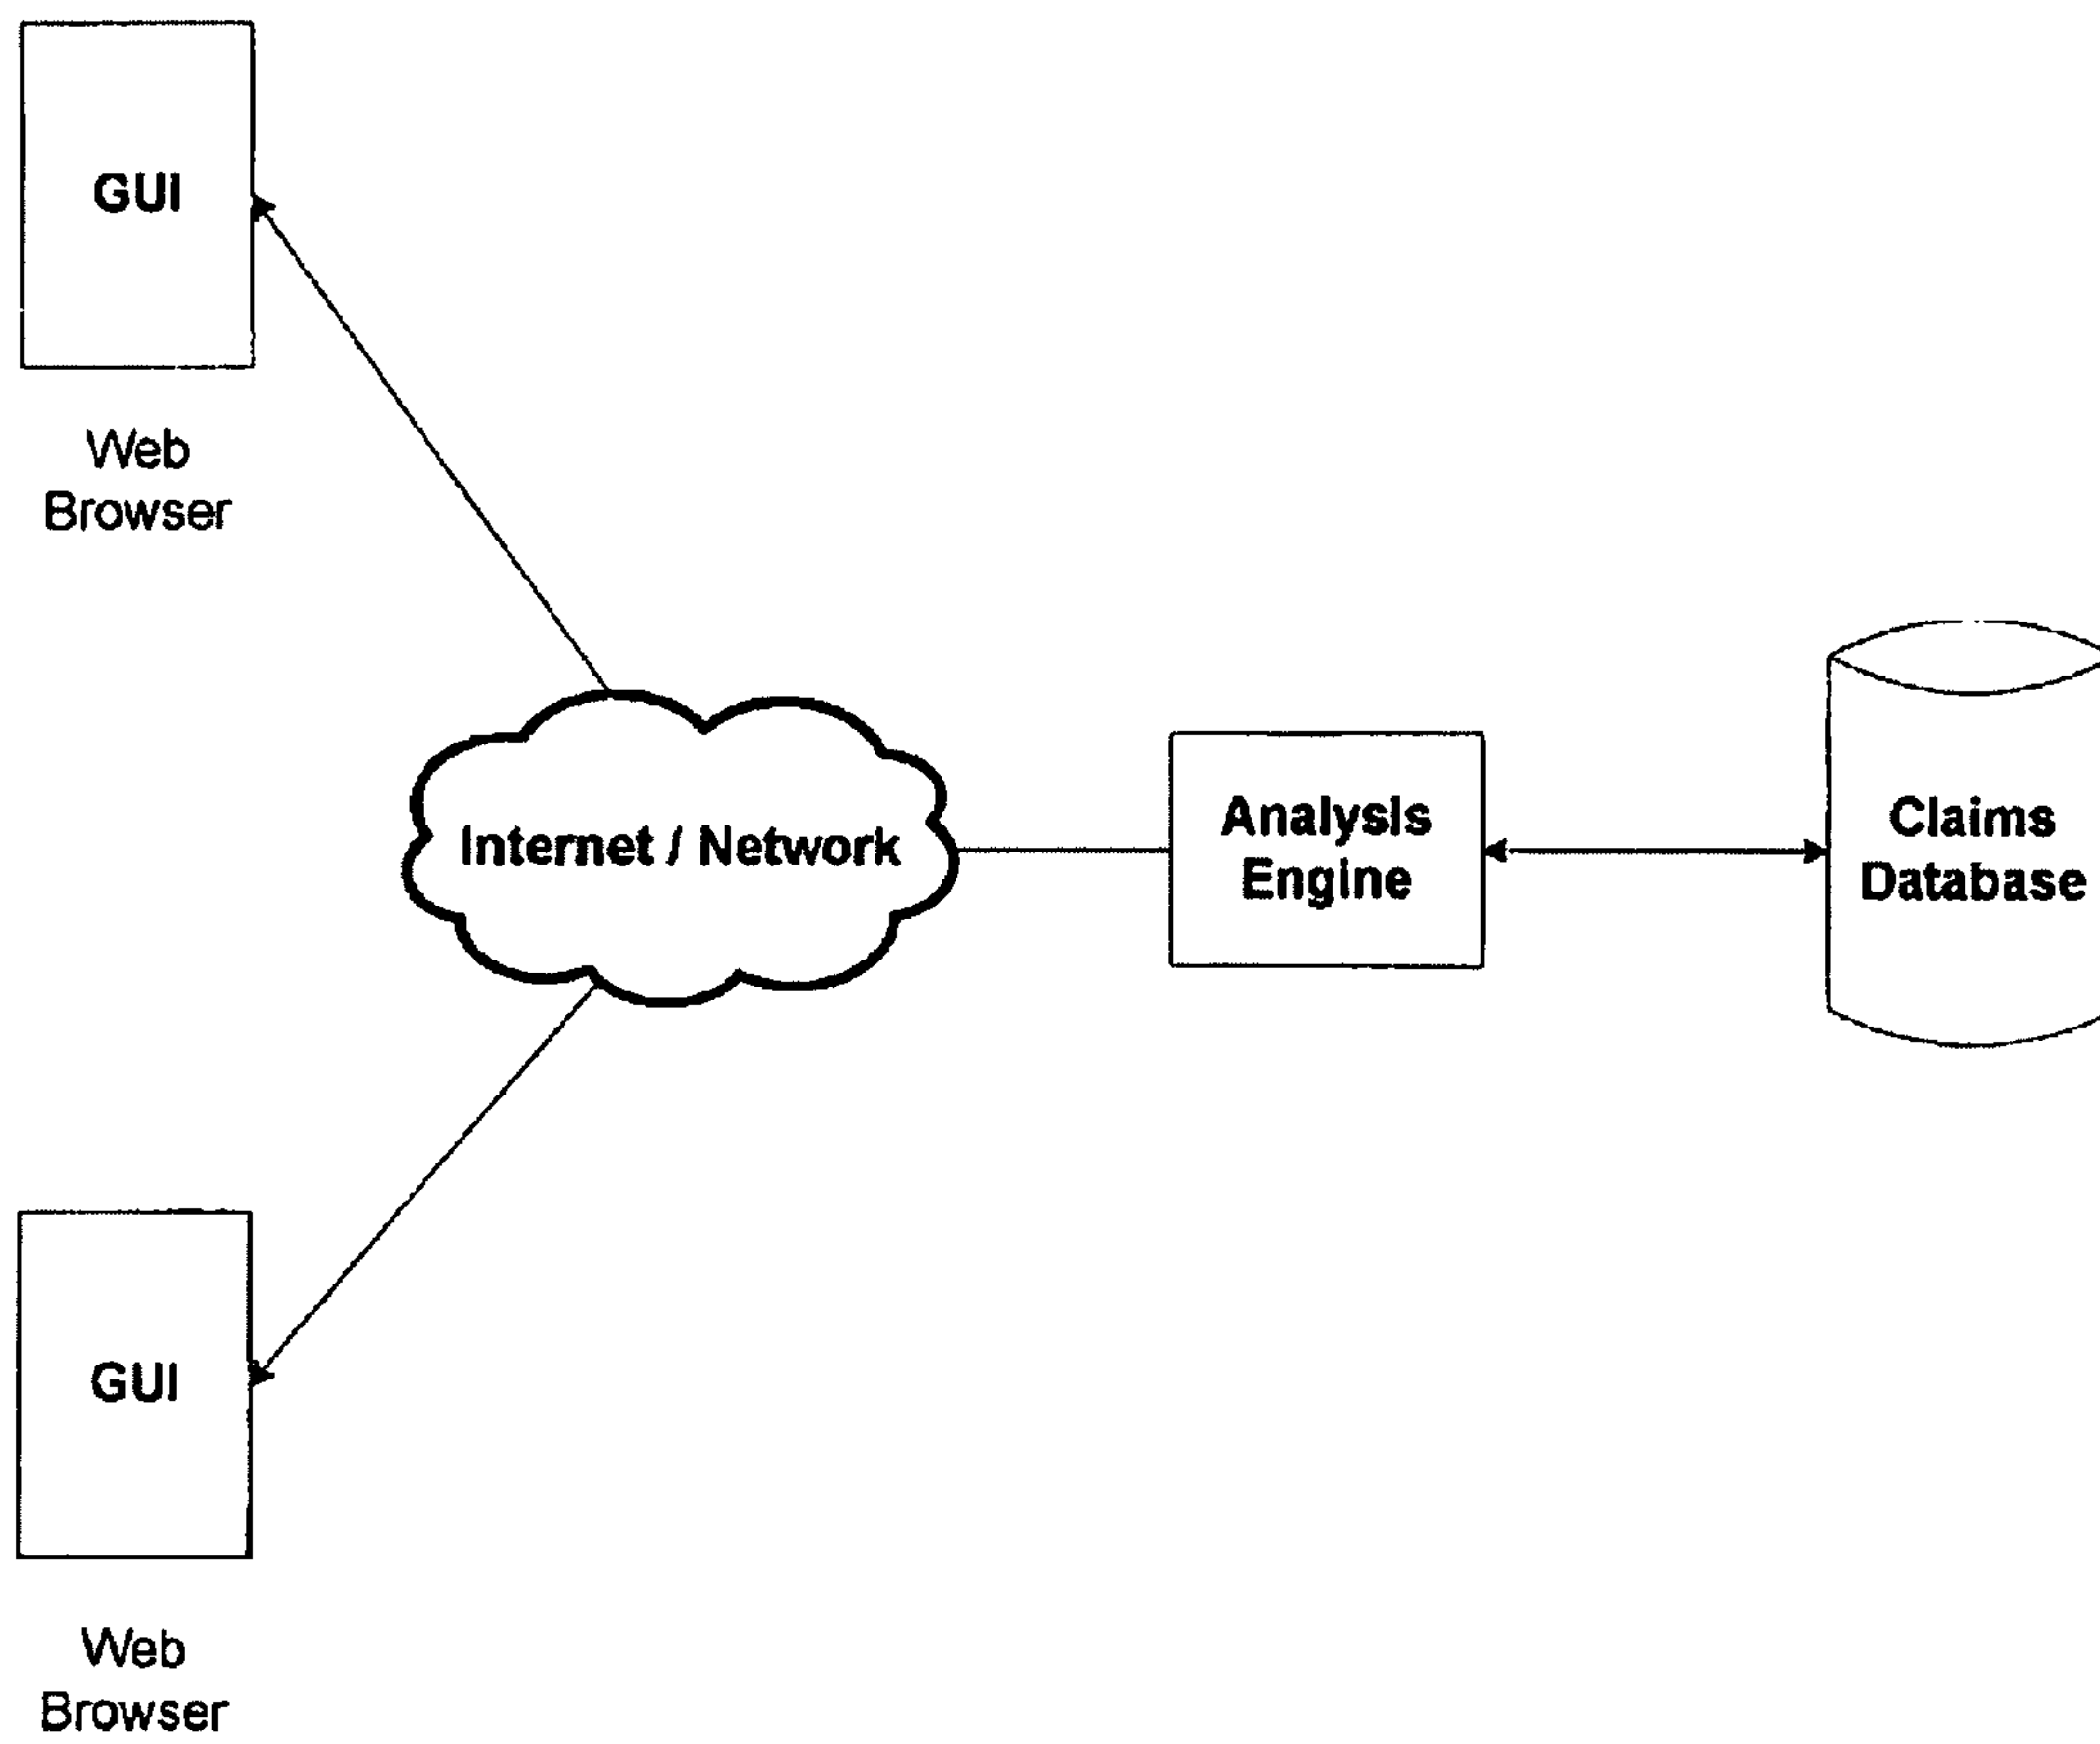 GUI
Web
Browser
Internet / Network
Analysis
Engine
Claims
Database
GUI
Web
Browser